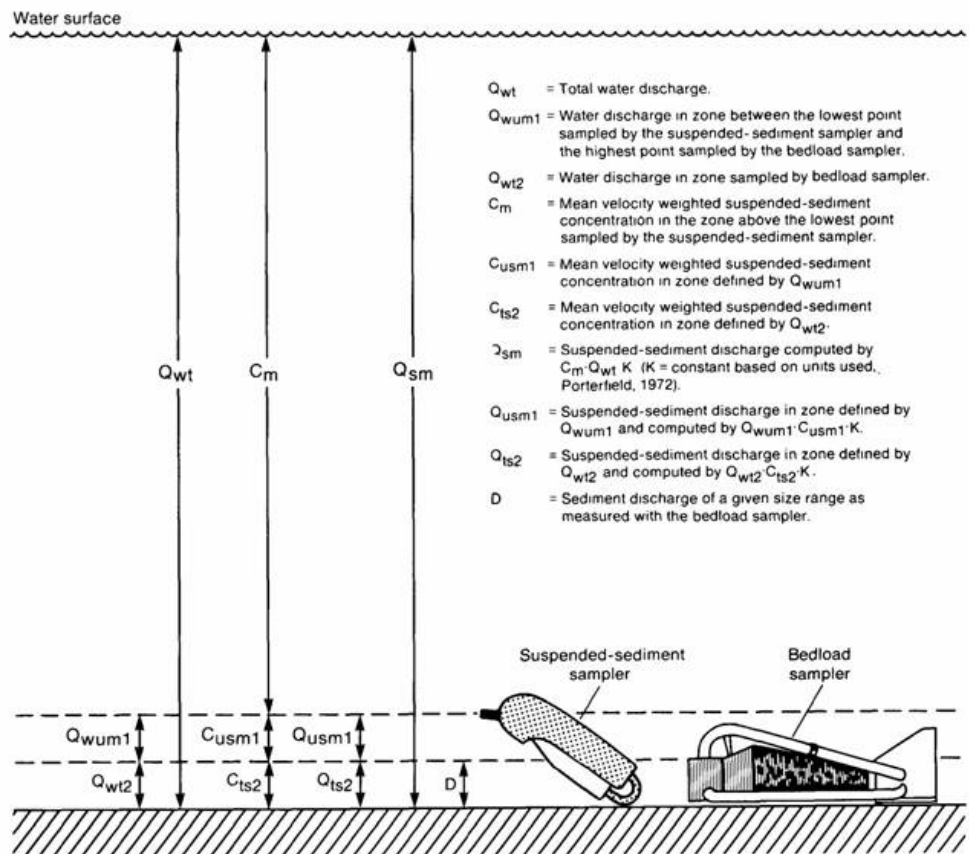 Water surface
Qwt = Total water discharge.
Qwum1 = Water discharge in zone between the lowest point
sampled by the suspended-sediment sampler and
the highest point sampled by the bedload sampler.
Qwt2 = Water discharge in zone sampled by bedload sampler.
Cm = Mean velocity weighted suspended-sediment
concentration in the zone above the lowest point
sampled by the suspended-sediment sampler.
Cusm1 = Mean velocity weighted suspended-sediment
concentration in zone defined by Qwum1
Cts2 = Mean velocity weighted suspended-sediment
concentration in zone defined by Qwt2.
Qsm = Suspended-sediment discharge computed by
Cm·Qwt K (K = constant based on units used,
Porterfield, 1972).
Qusm1 = Suspended-sediment discharge in zone defined by
Qwum1 and computed by Qwum1·Cusm1·K.
Qts2 = Suspended-sediment discharge in zone defined by
Qwt2 and computed by Qwt2·Cts2·K.
D = Sediment discharge of a given size range as
measured with the bedload sampler.
Qwt Cm Qsm
Suspended-sediment
sampler
Bedload
sampler
Qwum1 Cusm1 Qusm1
Qwt2 Cts2 Qts2 D